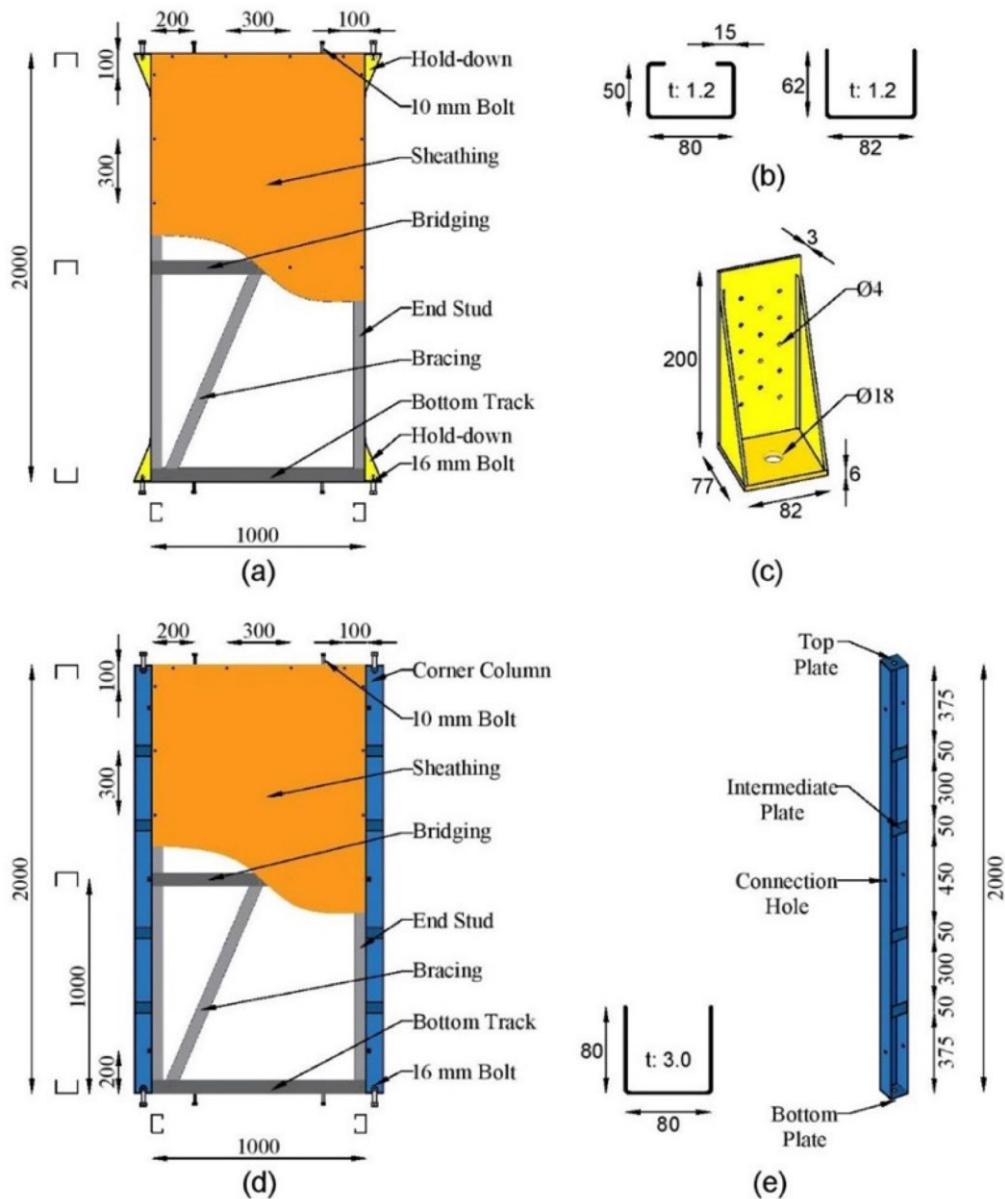 200
300
100
100
Hold-down
10 mm Bolt
Sheathing
300
Bridging
2000
End Stud
Bracing
Bottom Track
Hold-down
16 mm Bolt
1000
(a)
15
50
t: 1.2
80
62
t: 1.2
82
(b)
3
Ø4
200
Ø18
77
82
6
(c)
200
300
100
100
Corner Column
10 mm Bolt
Sheathing
300
Bridging
2000
End Stud
1000
Bracing
Bottom Track
200
16 mm Bolt
1000
(d)
Top
Plate
375
50
300
Intermediate
Plate
50
450
Connection
Hole
2000
50
300
50
375
80
t: 3.0
80
Bottom
Plate
(e)